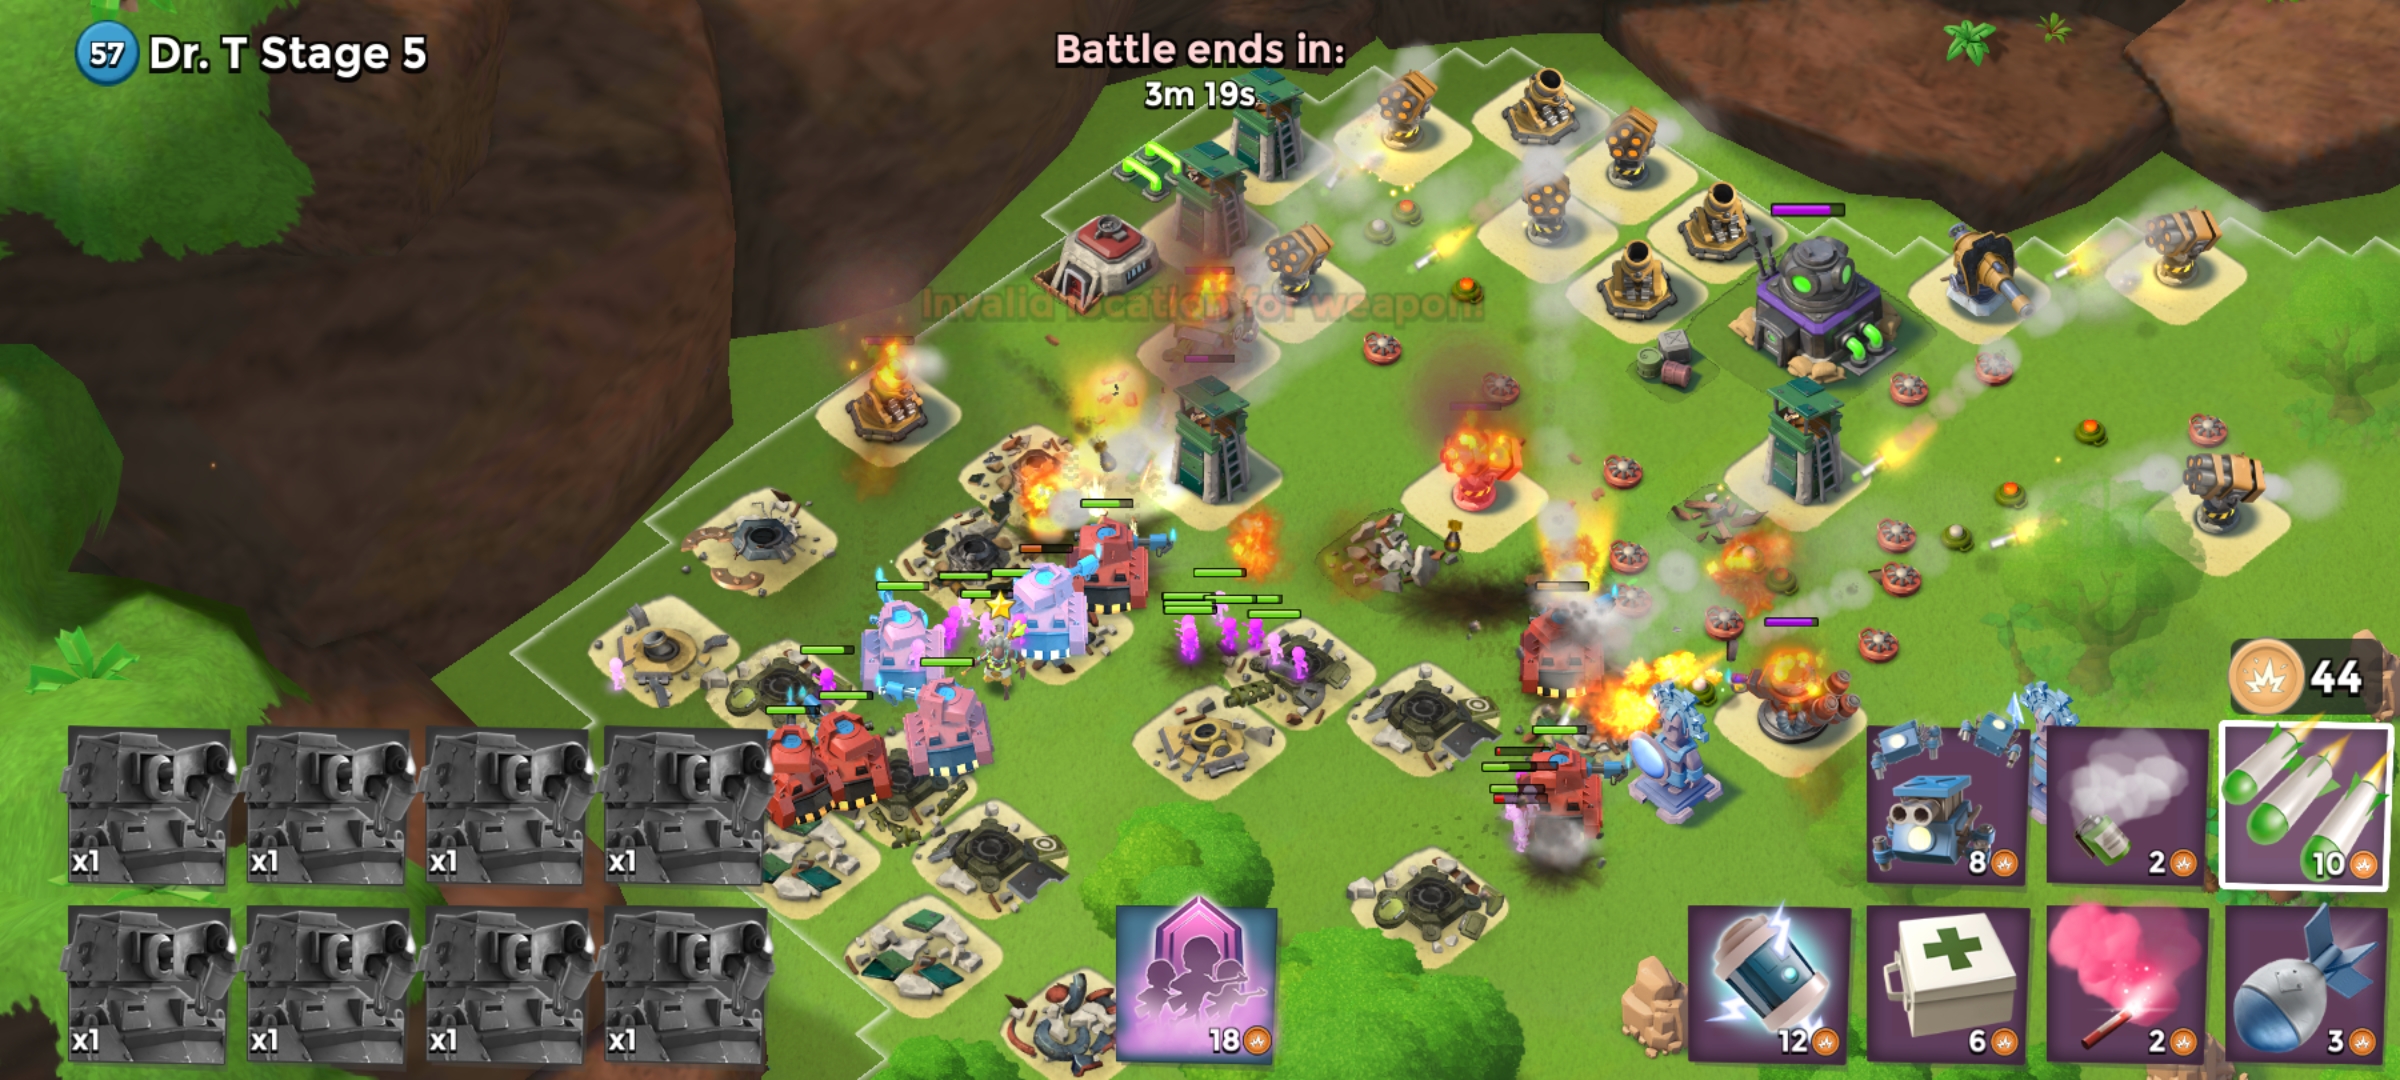 57 Dr. T Stage 5
Battle ends in:
3m 19s
Invalid location for weapon!
44
8
2
10
x1
x1
x1
x1
x1
x1
x1
x1
18
12
6
2
3